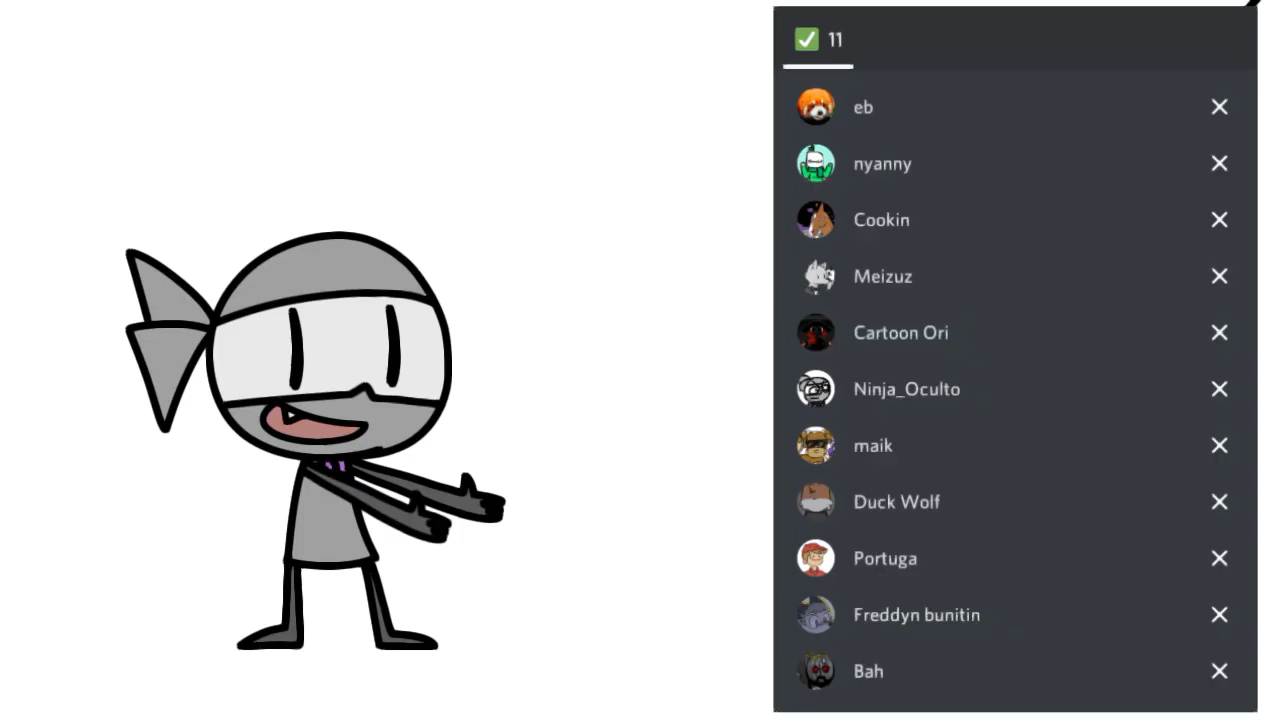 11
eb
nyanny
Cookin
Meizuz
Cartoon Ori
Ninja_Oculto
maik
Duck Wolf
Portuga
Freddyn bunitin
Bah